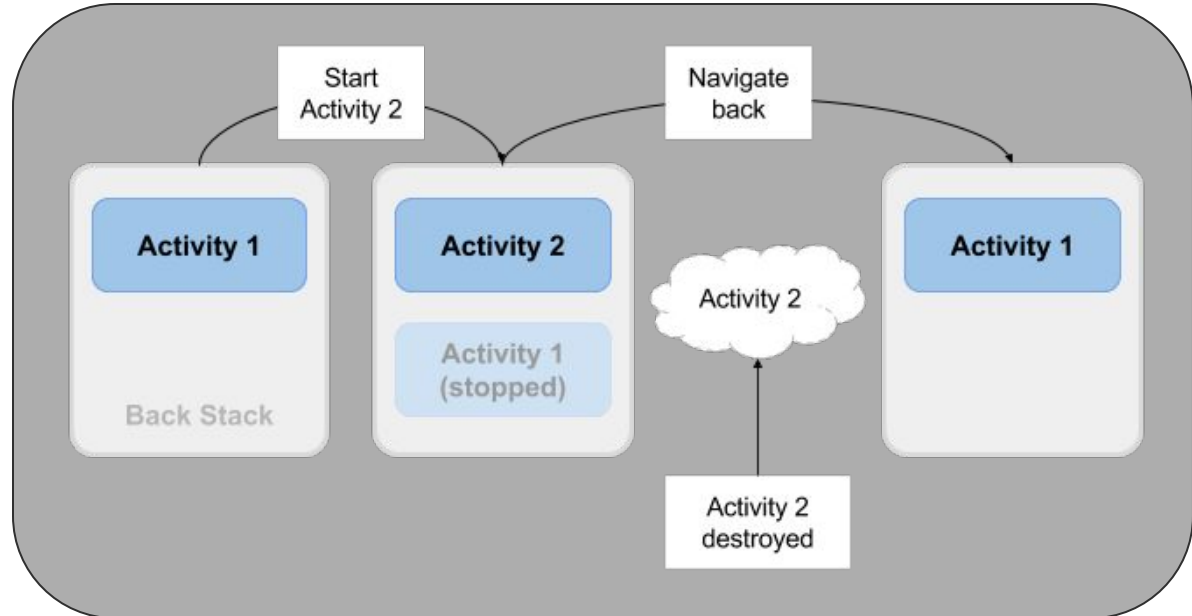 Start
Activity 2
Navigate
back
Activity 1
Back Stack
Activity 2
Activity 1
(stopped)
Activity 2
Activity 2
destroyed
Activity 1